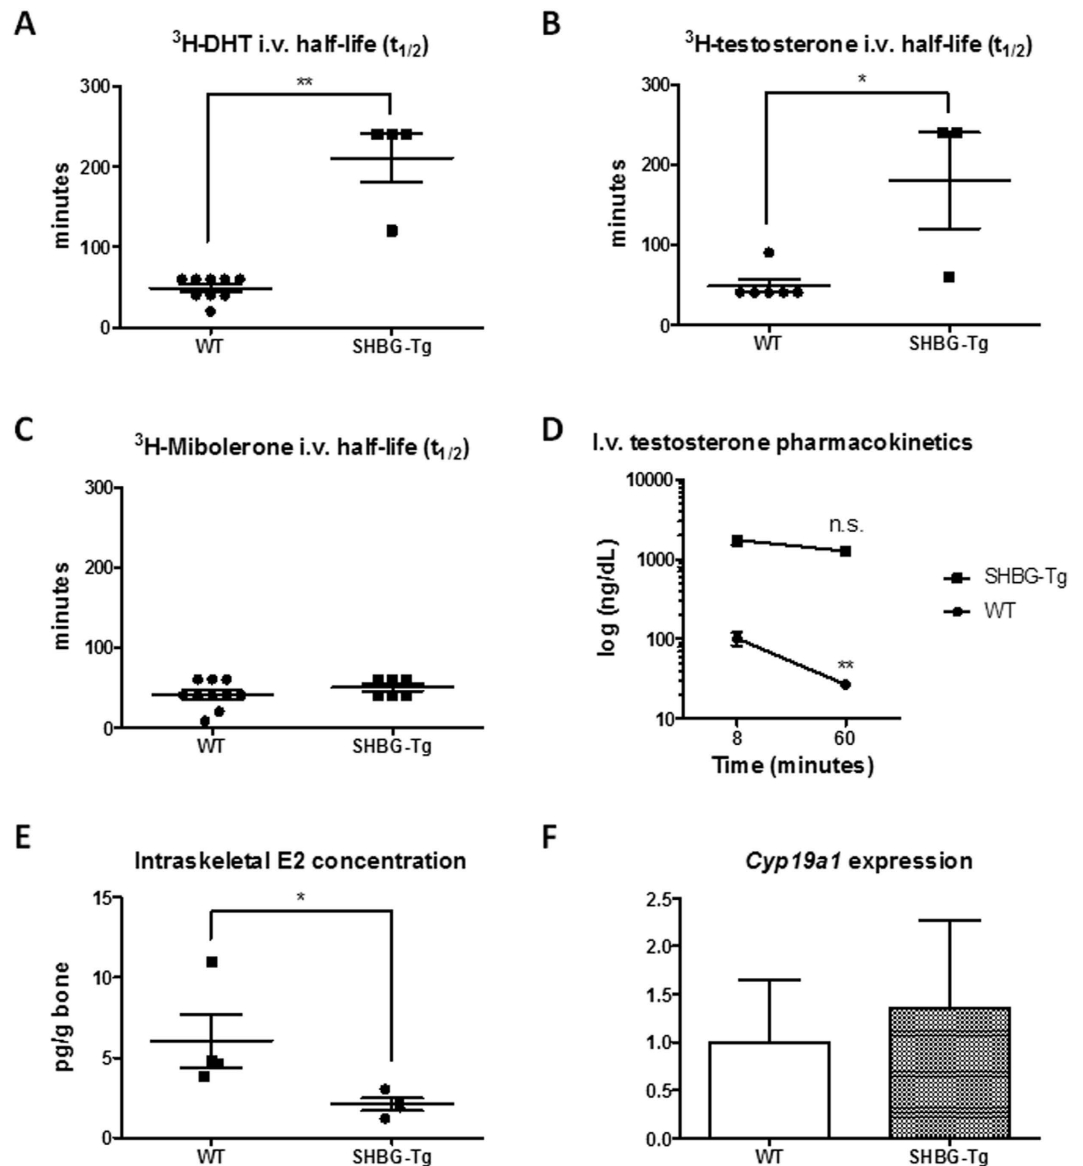 A
³H-DHT i.v. half-life (t₁/₂)
300
200
100
0
minutes
**
WT
SHBG-Tg
B
³H-testosterone i.v. half-life (t₁/₂)
300
200
100
0
minutes
*
WT
SHBG-Tg
C
³H-Mibolerone i.v. half-life (t₁/₂)
300
200
100
0
minutes
WT
SHBG-Tg
D
I.v. testosterone pharmacokinetics
10000
1000
100
10
log (ng/dL)
n.s.
**
8
60
Time (minutes)
SHBG-Tg
WT
E
Intraskeletal E2 concentration
15
10
5
0
pg/g bone
*
WT
SHBG-Tg
F
Cyp19a1 expression
2.5
2.0
1.5
1.0
0.5
0.0
WT
SHBG-Tg